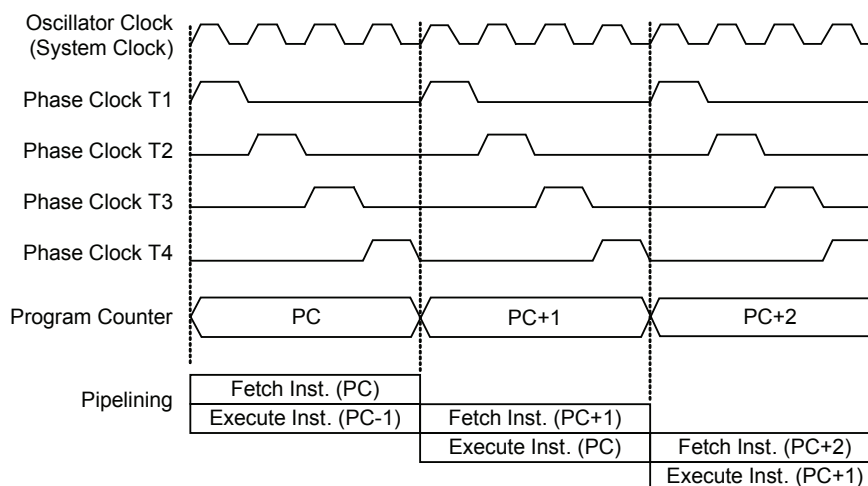 Oscillator Clock
(System Clock)
Phase Clock T1
Phase Clock T2
Phase Clock T3
Phase Clock T4
Program Counter
PC
PC+1
PC+2
Pipelining
Fetch Inst. (PC)
Execute Inst. (PC-1)
Fetch Inst. (PC+1)
Execute Inst. (PC)
Fetch Inst. (PC+2)
Execute Inst. (PC+1)